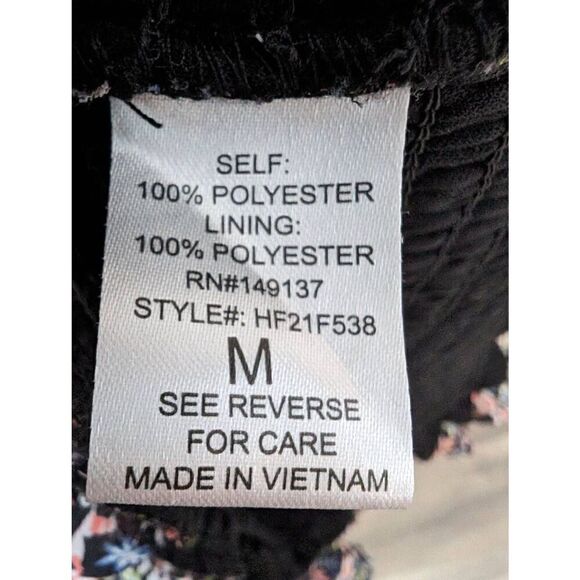 SELF:
100% POLYESTER
LINING:
100% POLYESTER
RN#149137
STYLE#: HF21F538
M
SEE REVERSE
FOR CARE
MADE IN VIETNAM